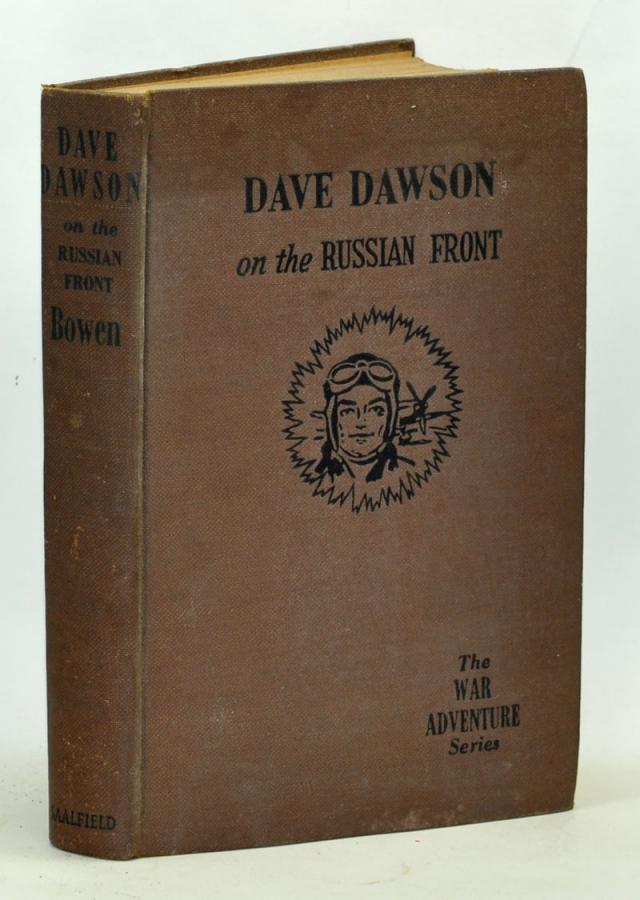 DAVE
DAWSON
on the
RUSSIAN
FRONT
Bowen
SAALFIELD
DAVE DAWSON
on the RUSSIAN FRONT
The
WAR
ADVENTURE
Series